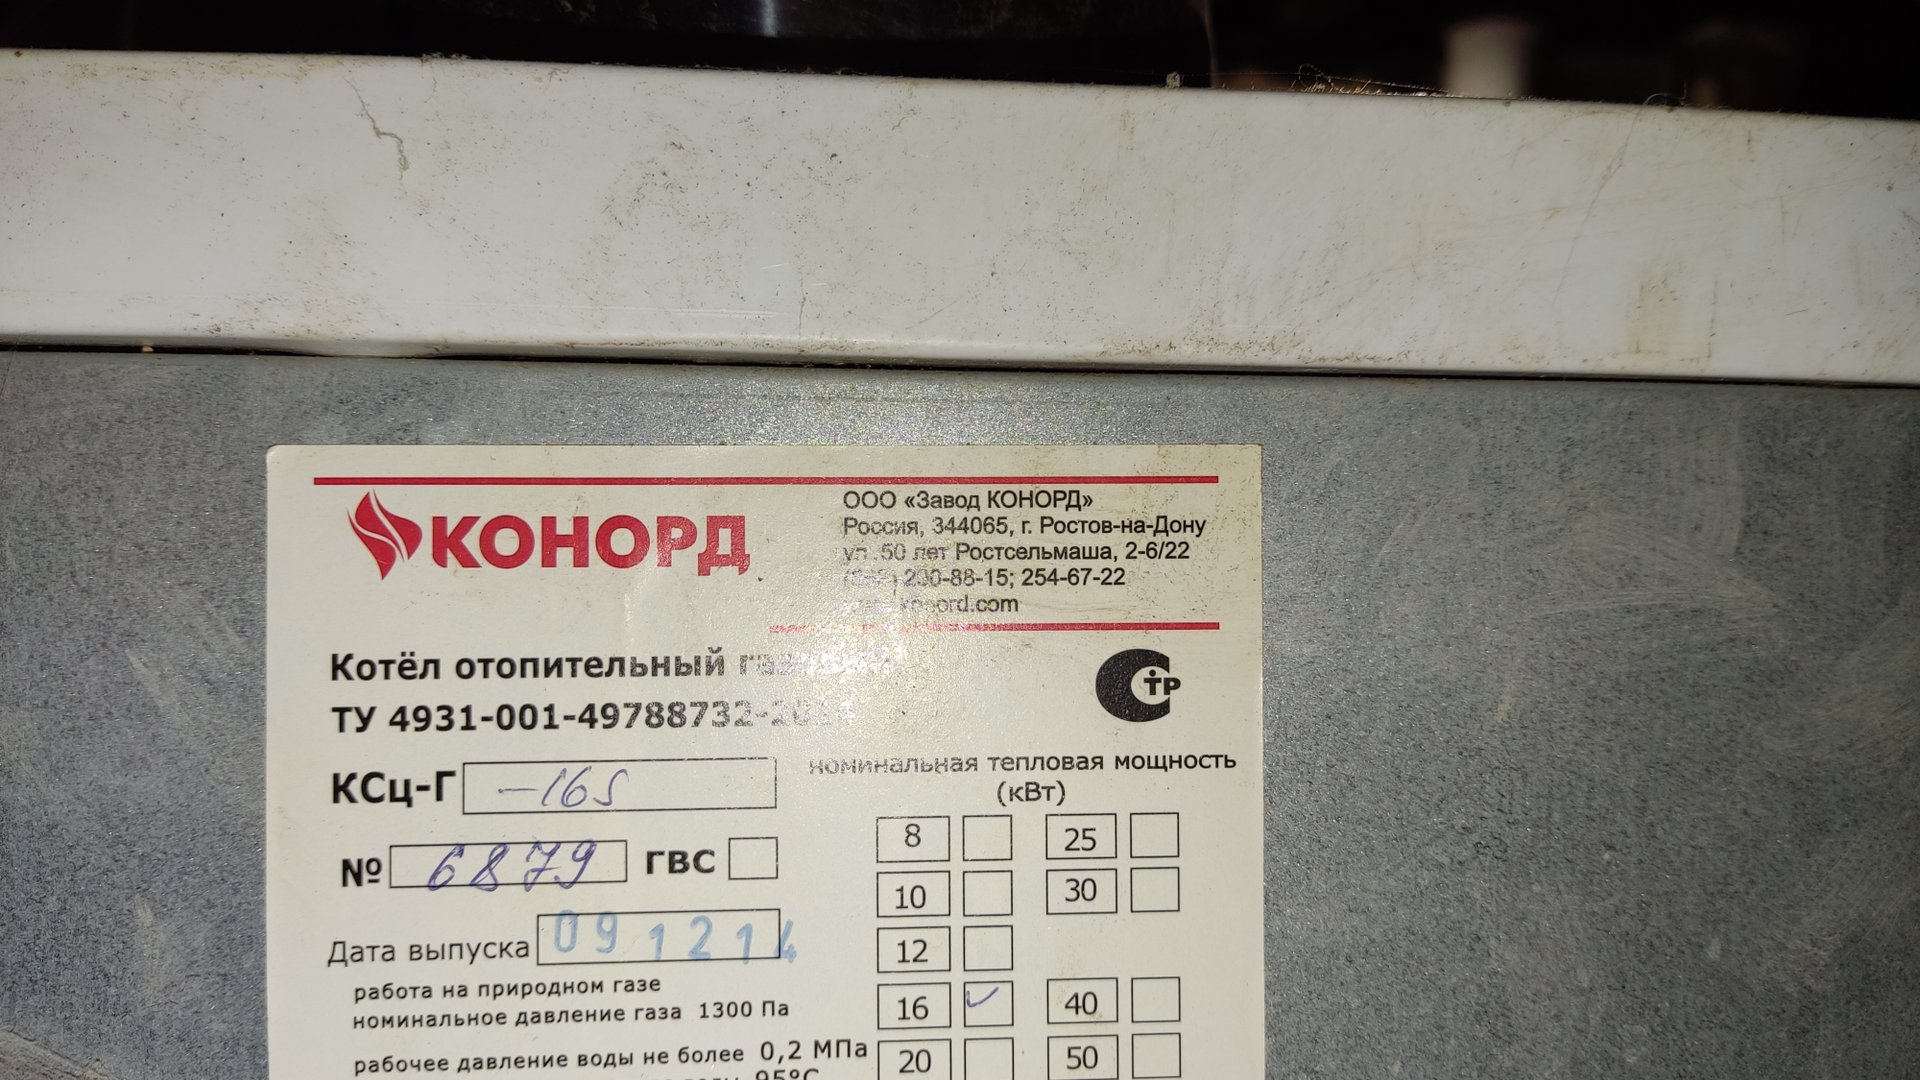 КОНОРД
ООО «Завод КОНОРД»
Россия, 344065, г. Ростов-на-Дону
ул. 50 лет Ростсельмаша, 2-6/22
200-88-15; 254-67-22
konord.com
Котёл отопительный
ТУ 4931-001-49788732-
ТР
КСц-Г -16S
№ 6879 ГВС
Дата выпуска 091214
работа на природном газе
номинальное давление газа 1300 Па
рабочее давление воды не более 0,2 МПа
95°C
номинальная тепловая мощность
(кВт)
8 25
10 30
12
16 ✓ 40
20 50